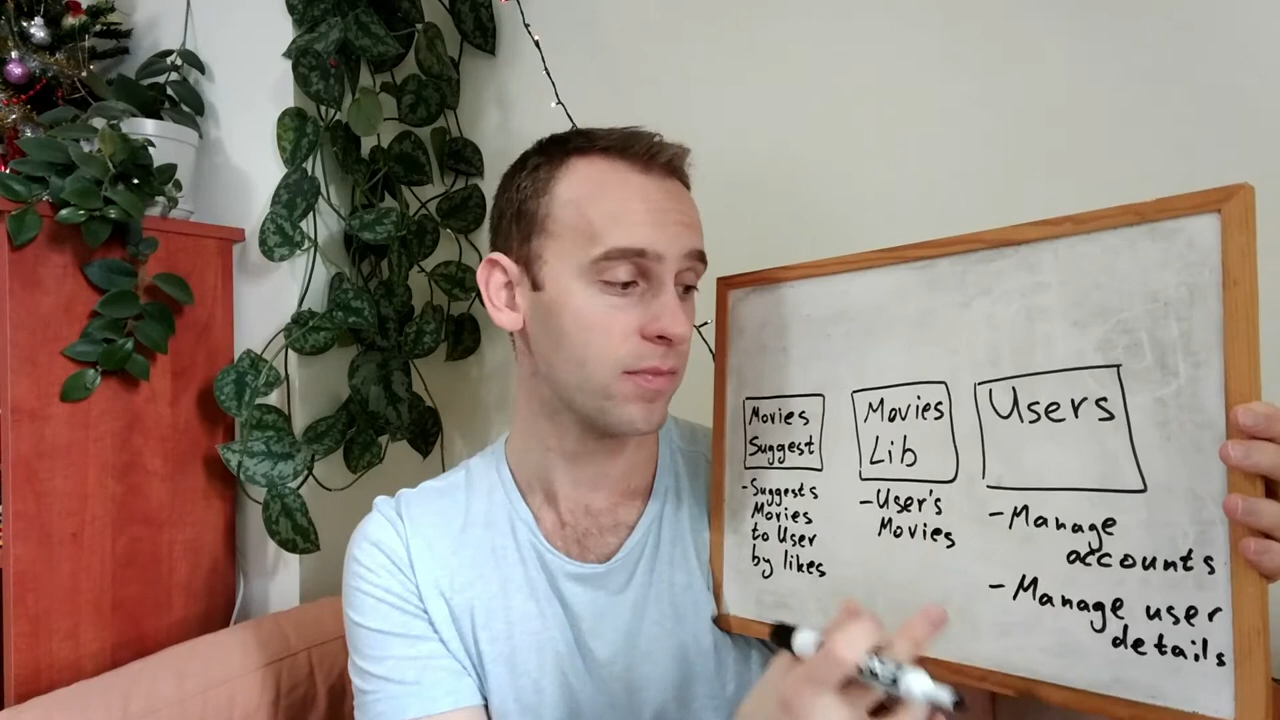 Movies
Suggest
-Suggests
Movies
to User
by likes
Movies
Lib
-User's
Movies
Users
-Manage
accounts
-Manage user
details